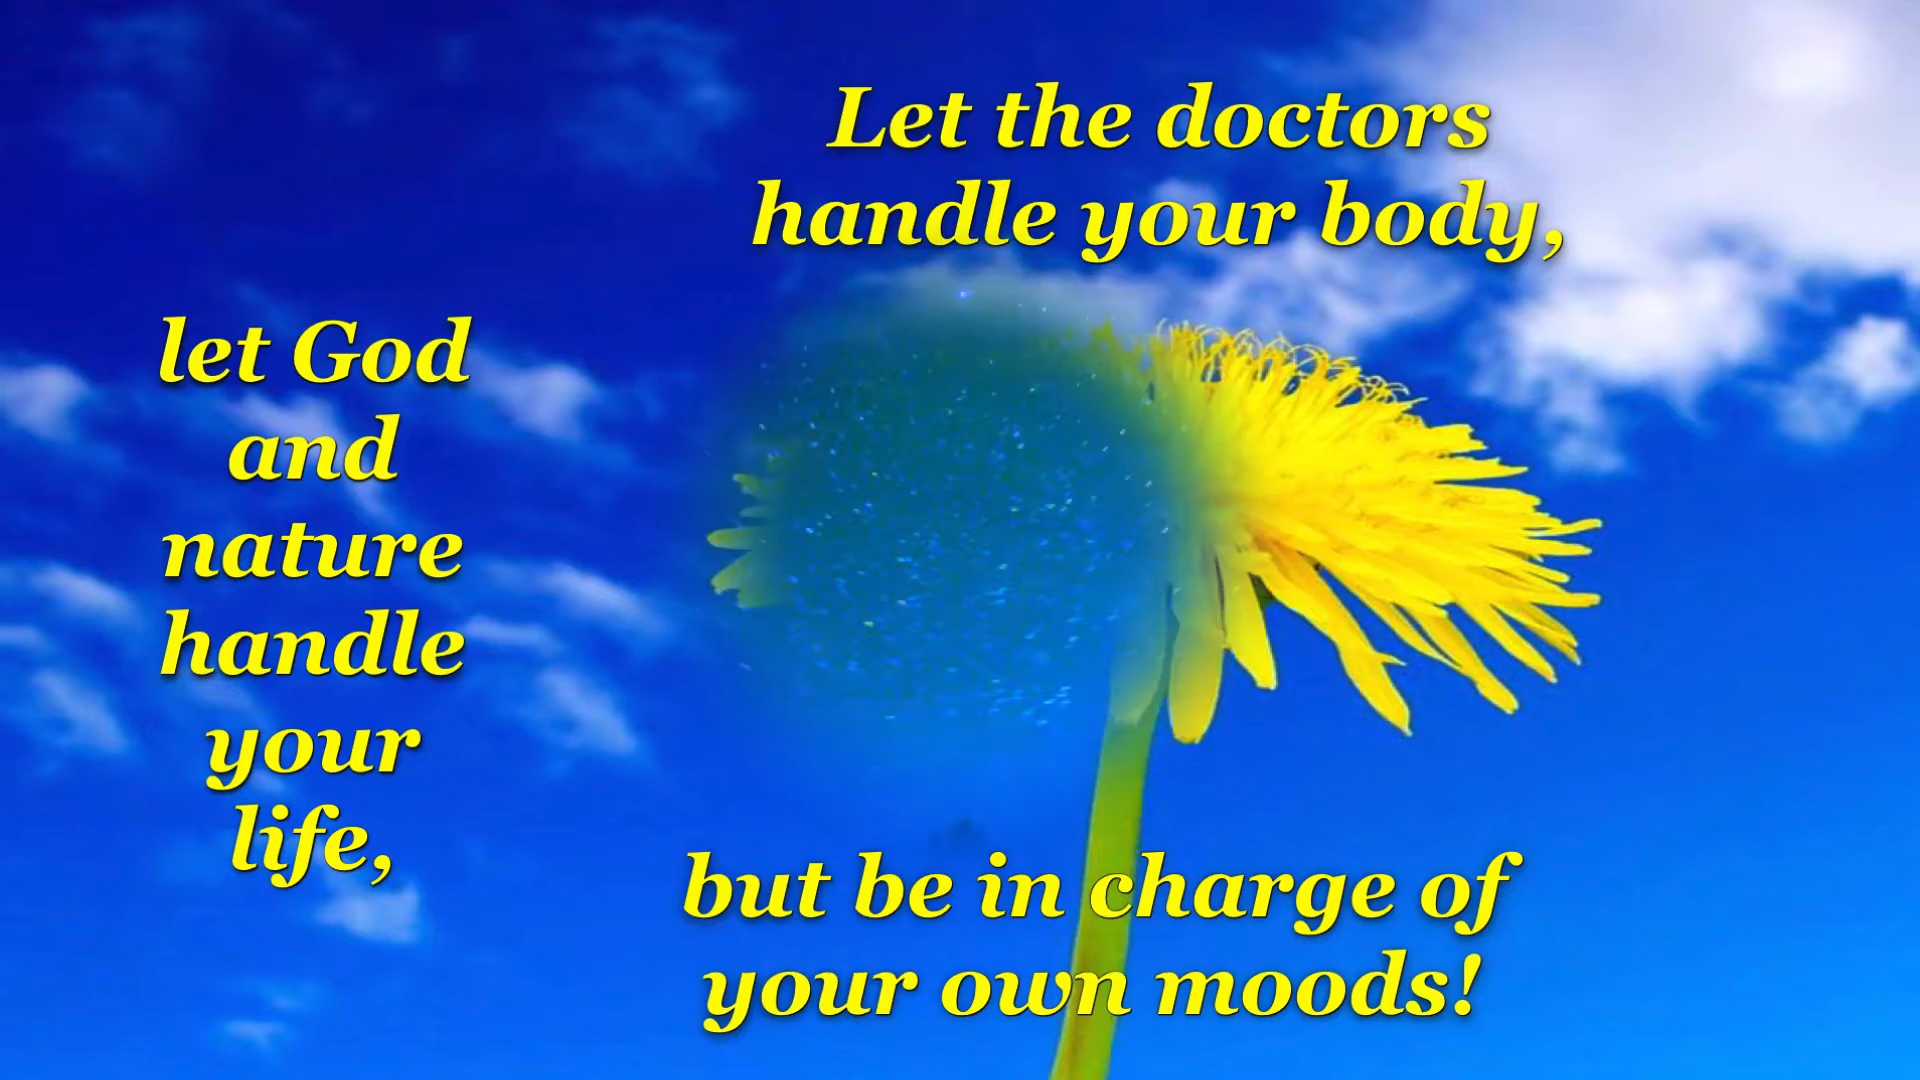 Let the doctors
handle your body,
let God
and
nature
handle
your
life,
but be in charge of
your own moods!